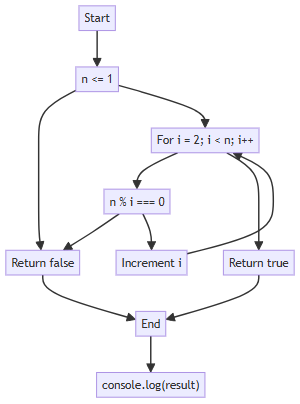 Start
n <= 1
For i = 2; i < n; i++
n % i === 0
Return false
Increment i
Return true
End
console.log(result)